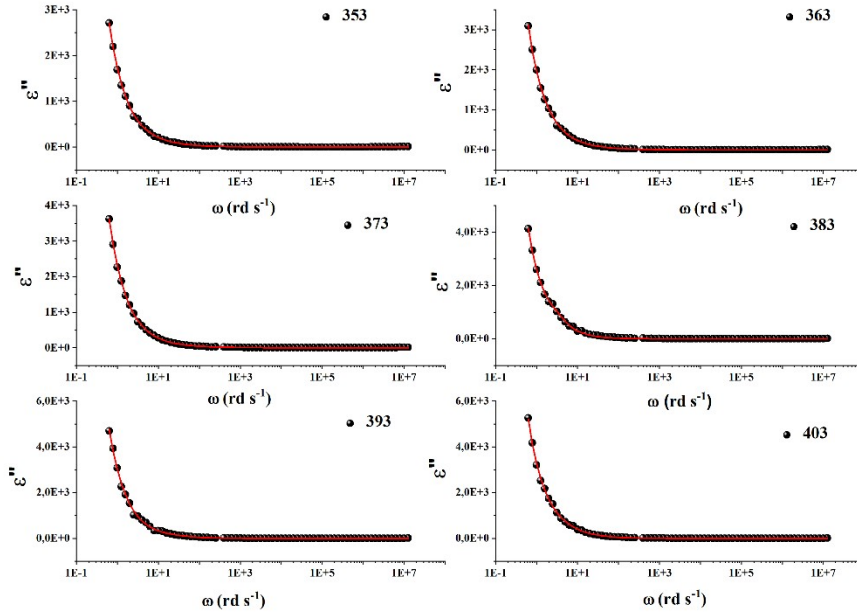 3E+3
2E+3
1E+3
0E+0
ε"
353
1E-1 1E+1 1E+3 1E+5 1E+7
ω (rd s⁻¹)
3E+3
2E+3
1E+3
0E+0
ε"
363
1E-1 1E+1 1E+3 1E+5 1E+7
ω (rd s⁻¹)
4E+3
3E+3
2E+3
1E+3
0E+0
ε"
373
1E-1 1E+1 1E+3 1E+5 1E+7
ω (rd s⁻¹)
4,0E+3
2,0E+3
0,0E+0
ε"
383
1E-1 1E+1 1E+3 1E+5 1E+7
ω (rd s⁻¹)
6,0E+3
4,0E+3
2,0E+3
0,0E+0
ε"
393
1E-1 1E+1 1E+3 1E+5 1E+7
ω (rd s⁻¹)
6,0E+3
4,0E+3
2,0E+3
0,0E+0
ε"
403
1E-1 1E+1 1E+3 1E+5 1E+7
ω (rd s⁻¹)